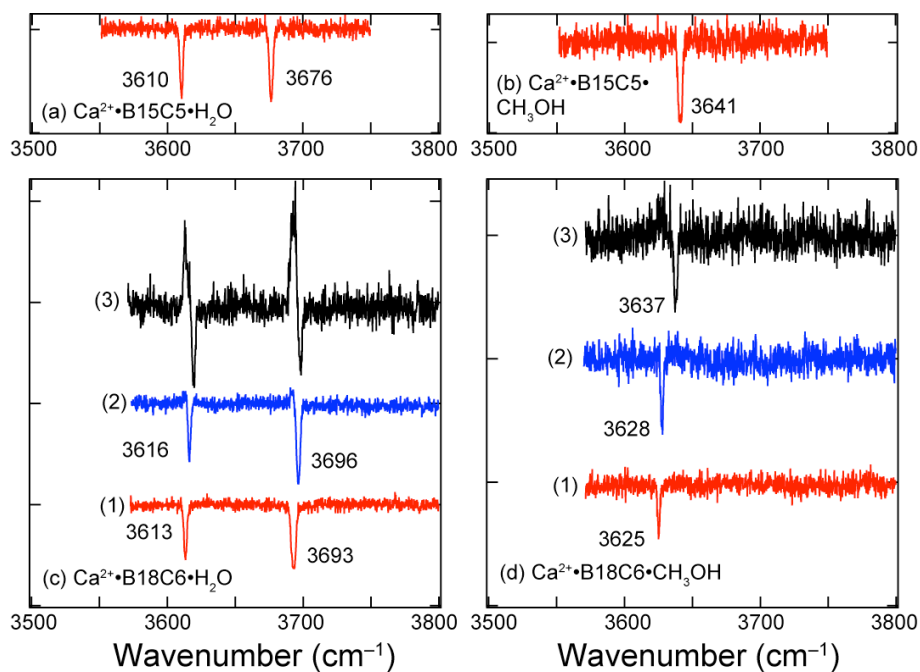 3610
3676
(a) Ca²⁺•B15C5•H₂O
3500 3600 3700 3800
(b) Ca²⁺•B15C5•
CH₃OH
3641
3500 3600 3700 3800
(3)
(2)
3616
3696
(1)
3613
3693
(c) Ca²⁺•B18C6•H₂O
3500 3600 3700 3800
Wavenumber (cm⁻¹)
(3)
3637
(2)
3628
(1)
3625
(d) Ca²⁺•B18C6•CH₃OH
3500 3600 3700 3800
Wavenumber (cm⁻¹)